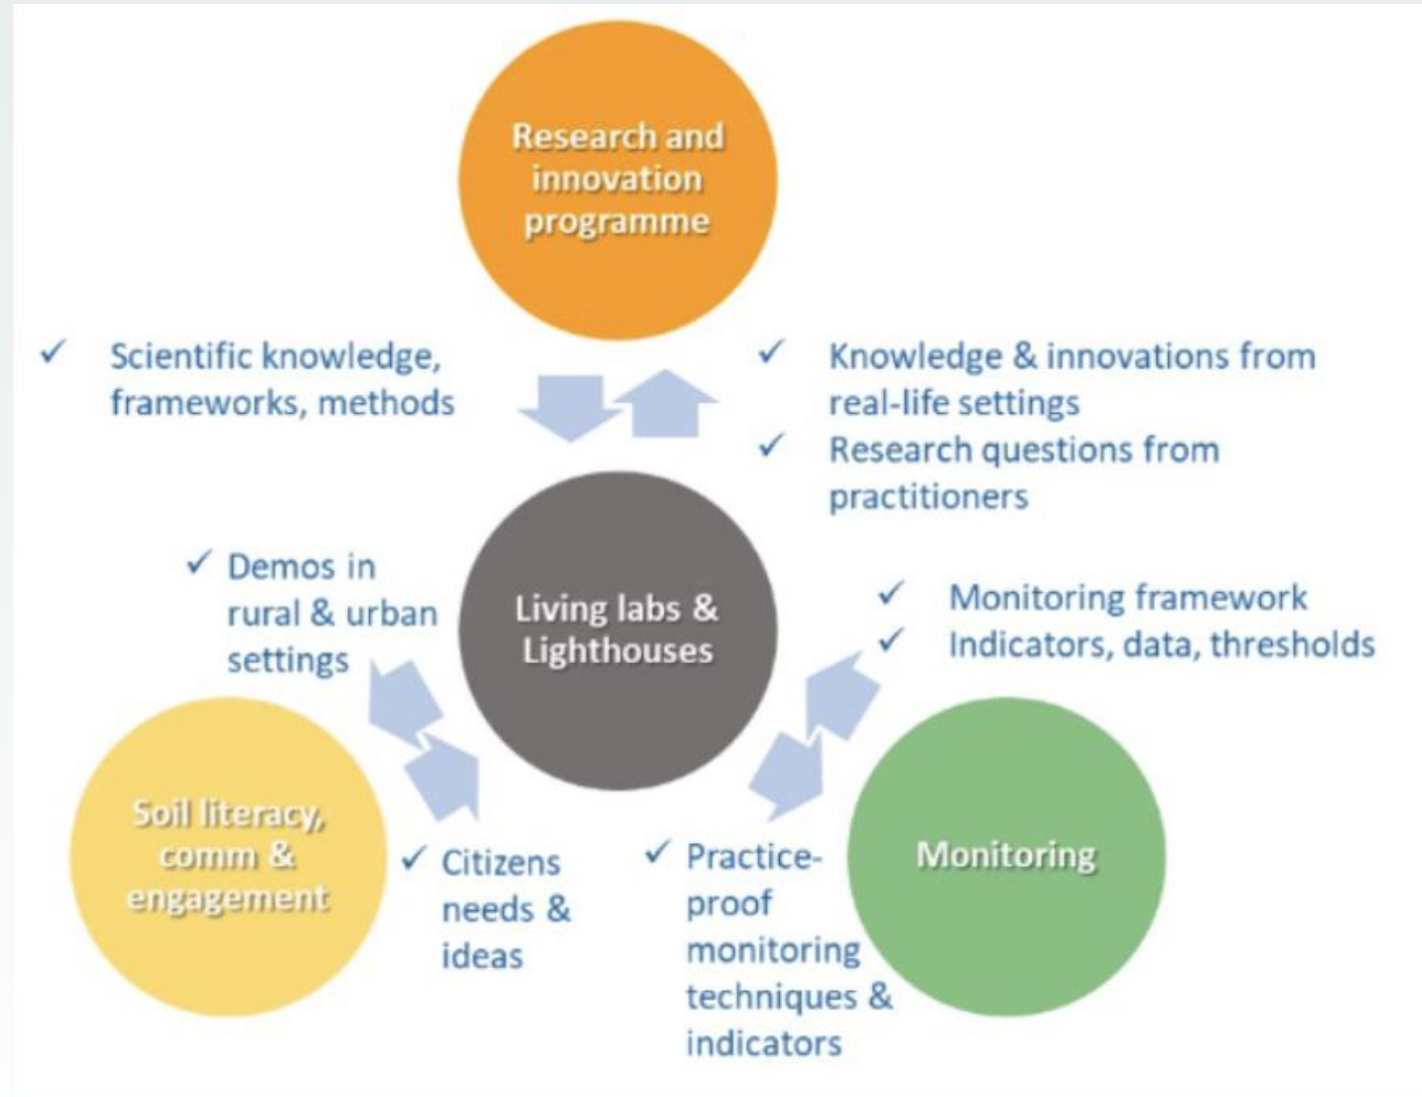 Research and
innovation
programme
✓ Scientific knowledge,
frameworks, methods
✓ Knowledge & innovations from
real-life settings
✓ Research questions from
practitioners
✓ Demos in
rural & urban
settings
Living labs &
Lighthouses
✓ Monitoring framework
✓ Indicators, data, thresholds
Soil literacy,
comm &
engagement
✓ Citizens
needs &
ideas
✓ Practice-
proof
monitoring
techniques &
indicators
Monitoring